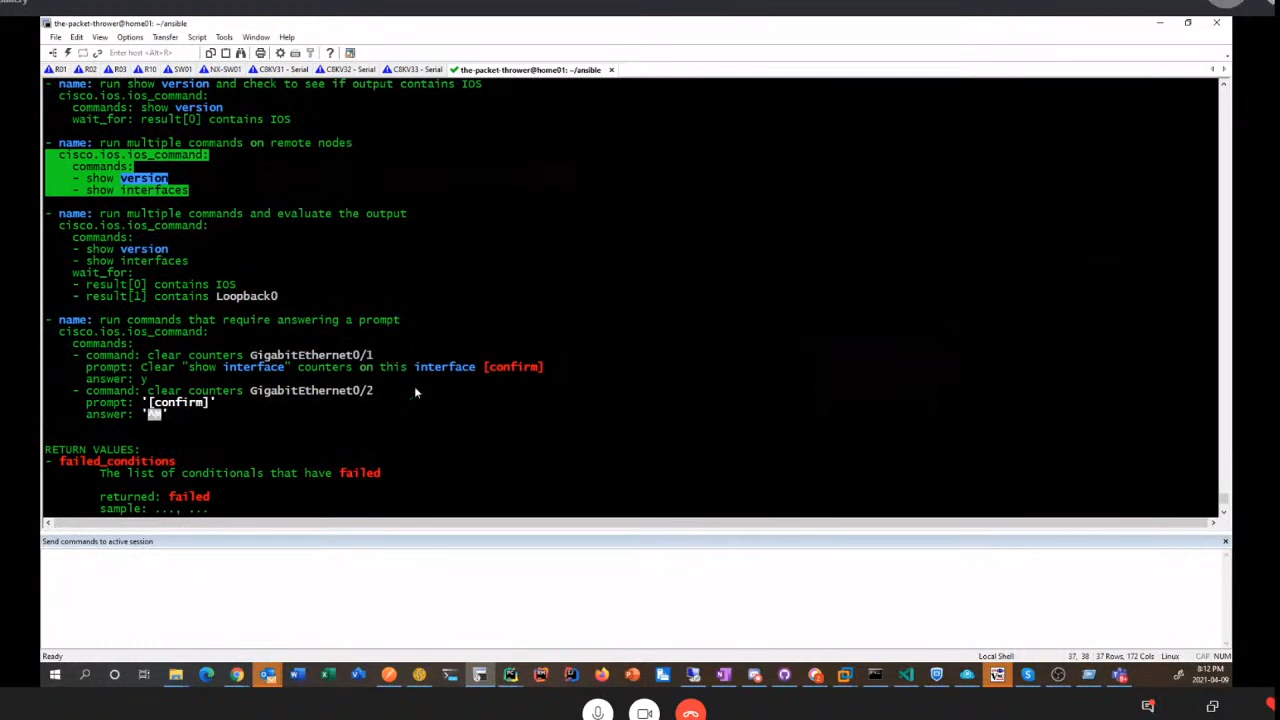 the-packet-thrower@home01: ~/ansible
File Edit View Options Transfer Script Tools Window Help
Enter host <Alt+R>
R01 R02 R03 R10 SW01 NX-SW01 C8KV31 - Serial C8KV32 - Serial C8KV33 - Serial the-packet-thrower@home01: ~/ansible
- name: run show version and check to see if output contains IOS
cisco.ios.ios_command:
commands: show version
wait_for: result[0] contains IOS
- name: run multiple commands on remote nodes
cisco.ios.ios_command:
commands:
- show version
- show interfaces
- name: run multiple commands and evaluate the output
cisco.ios.ios_command:
commands:
- show version
- show interfaces
wait_for:
- result[0] contains IOS
- result[1] contains Loopback0
- name: run commands that require answering a prompt
cisco.ios.ios_command:
commands:
- command: clear counters GigabitEthernet0/1
prompt: Clear "show interface" counters on this interface [confirm]
answer: y
- command: clear counters GigabitEthernet0/2
prompt: '[confirm]'
answer: '
RETURN VALUES:
- failed_conditions
The list of conditionals that have failed
returned: failed
sample: ..., ...
Send commands to active session
Ready Local Shell 37, 38 37 Rows, 172 Cols Linux CAP NUM
8:12 PM
2021-04-09